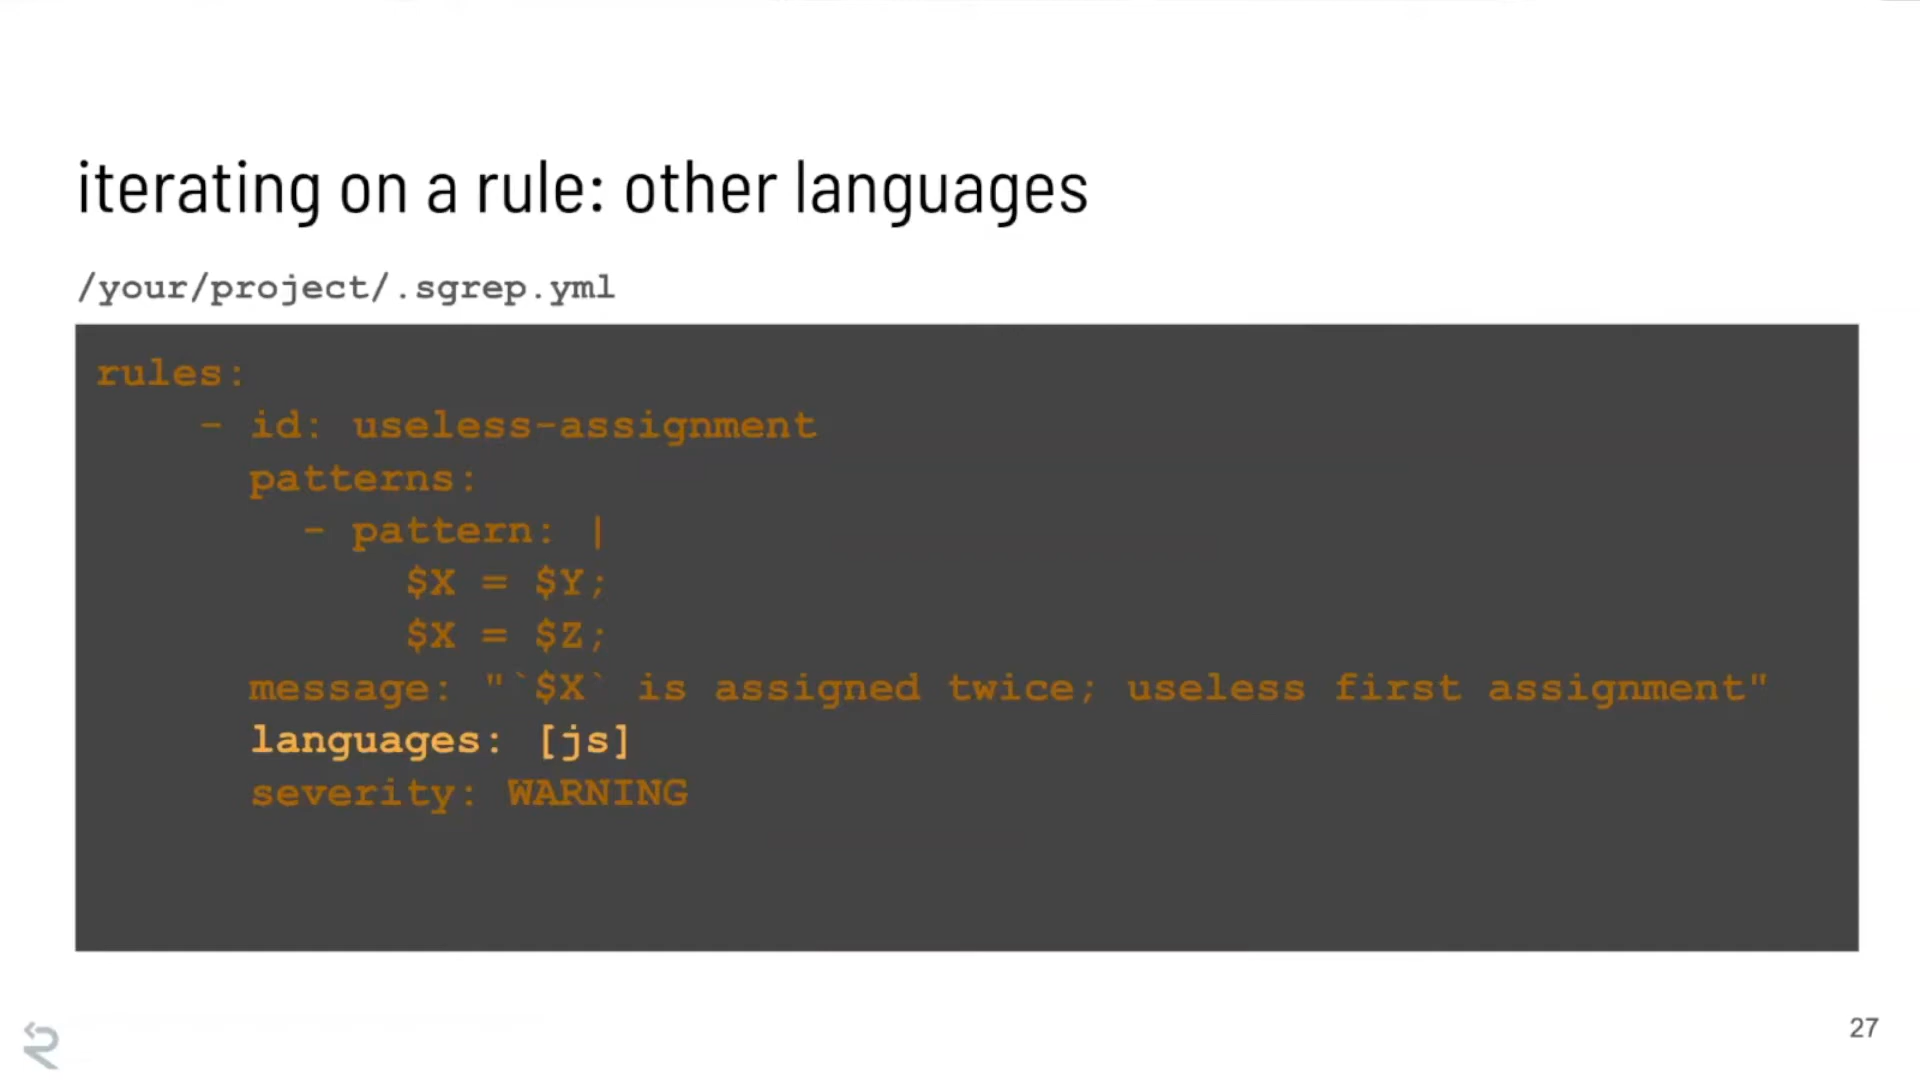 iterating on a rule: other languages
/your/project/.sgrep.yml
rules:
- id: useless-assignment
patterns:
- pattern: |
$X = $Y;
$X = $Z;
message: "`$X` is assigned twice; useless first assignment"
languages: [js]
severity: WARNING
27